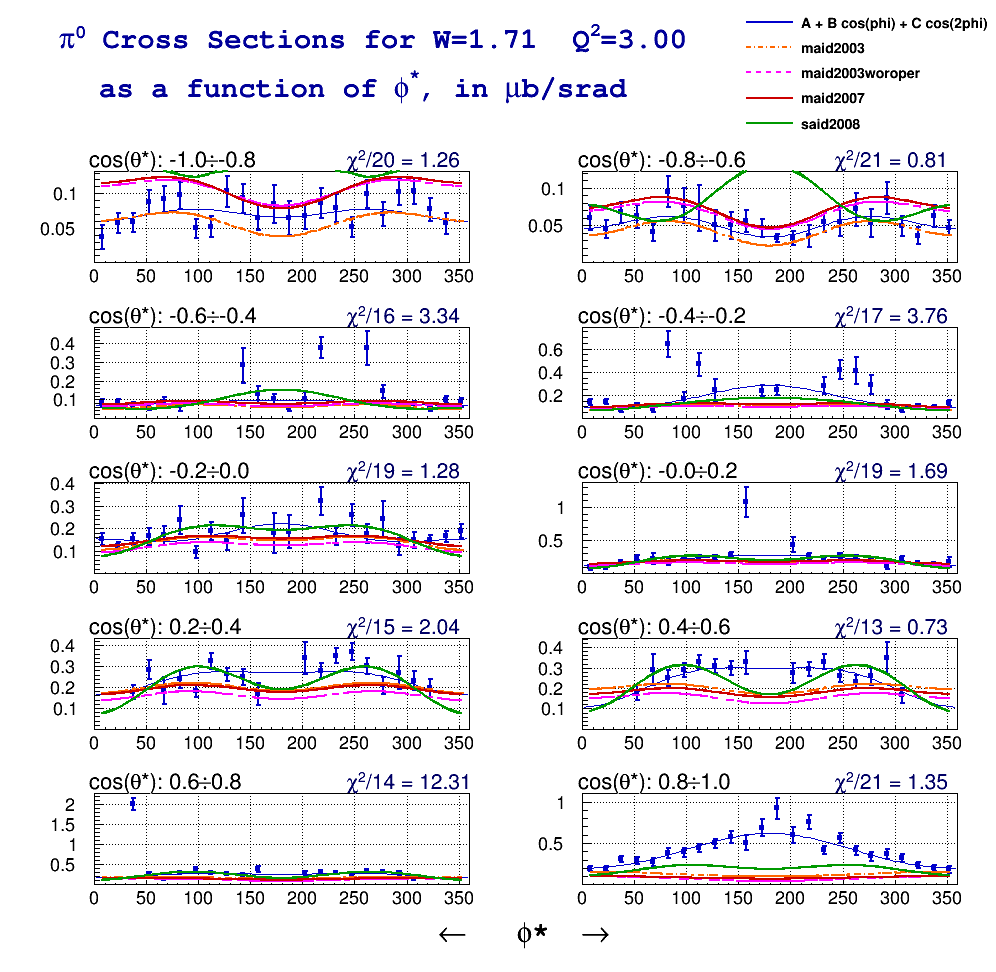 π⁰ Cross Sections for W=1.71 Q²=3.00
as a function of ϕ*, in μb/srad
A + B cos(phi) + C cos(2phi)
maid2003
maid2003woroper
maid2007
said2008
cos(θ*): -1.0÷-0.8 χ²/20 = 1.26
0.1
0.05
0 50 100 150 200 250 300 350
cos(θ*): -0.8÷-0.6 χ²/21 = 0.81
0.1
0.05
0 50 100 150 200 250 300 350
cos(θ*): -0.6÷-0.4 χ²/16 = 3.34
0.4
0.3
0.2
0.1
0 50 100 150 200 250 300 350
cos(θ*): -0.4÷-0.2 χ²/17 = 3.76
0.6
0.4
0.2
0 50 100 150 200 250 300 350
cos(θ*): -0.2÷0.0 χ²/19 = 1.28
0.4
0.3
0.2
0.1
0 50 100 150 200 250 300 350
cos(θ*): -0.0÷0.2 χ²/19 = 1.69
1
0.5
0 50 100 150 200 250 300 350
cos(θ*): 0.2÷0.4 χ²/15 = 2.04
0.4
0.3
0.2
0.1
0 50 100 150 200 250 300 350
cos(θ*): 0.4÷0.6 χ²/13 = 0.73
0.4
0.3
0.2
0.1
0 50 100 150 200 250 300 350
cos(θ*): 0.6÷0.8 χ²/14 = 12.31
2
1.5
1
0.5
0 50 100 150 200 250 300 350
cos(θ*): 0.8÷1.0 χ²/21 = 1.35
1
0.5
0 50 100 150 200 250 300 350
← ϕ* →